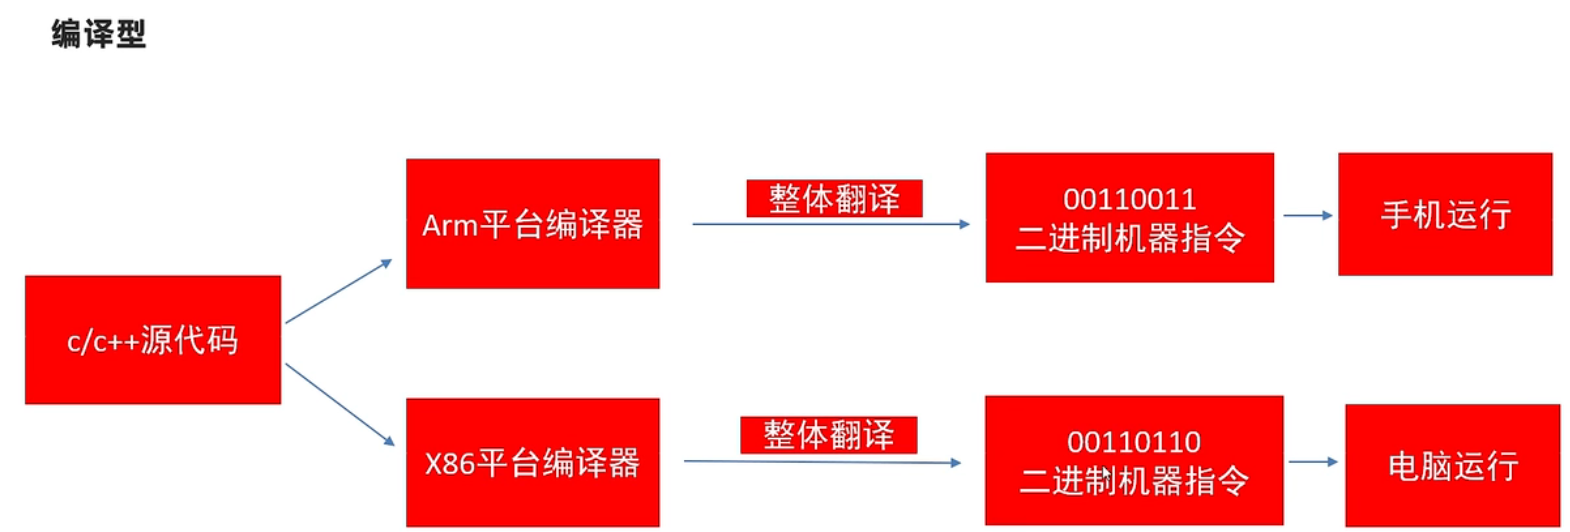 编译型
Arm平台编译器
整体翻译
00110011
二进制机器指令
手机运行
c/c++源代码
X86平台编译器
整体翻译
00110110
二进制机器指令
电脑运行